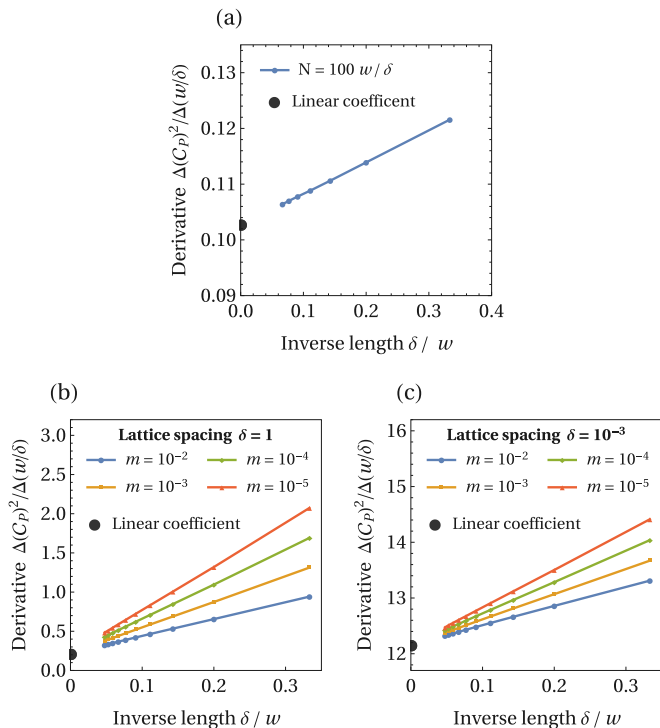 (a)
Derivative Δ(C_P)²/Δ(w/δ)
0.13
0.12
0.11
0.10
0.09
N = 100 w/δ
Linear coefficent
0.0 0.1 0.2 0.3 0.4
Inverse length δ / w
(b)
Derivative Δ(C_P)²/Δ(w/δ)
3.0
2.5
2.0
1.5
1.0
0.5
0.0
Lattice spacing δ = 1
m = 10⁻² m = 10⁻⁴
m = 10⁻³ m = 10⁻⁵
Linear coefficient
0 0.1 0.2 0.3
Inverse length δ / w
(c)
Derivative Δ(C_P)²/Δ(w/δ)
16
15
14
13
12
Lattice spacing δ = 10⁻³
m = 10⁻² m = 10⁻⁴
m = 10⁻³ m = 10⁻⁵
Linear coefficient
0 0.1 0.2 0.3
Inverse length δ / w